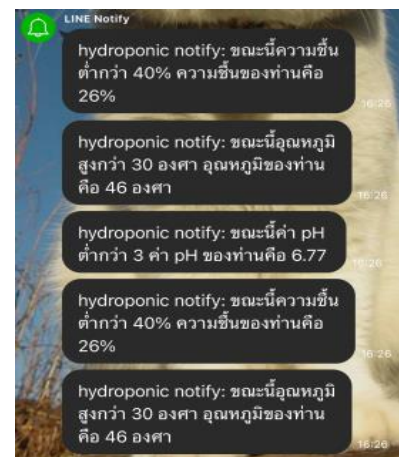 LINE Notify
hydroponic notify: ขณะนี้ความชื้น
ต่ำกว่า 40% ความชื้นของท่านคือ
26%
16:26
hydroponic notify: ขณะนี้อุณหภูมิ
สูงกว่า 30 องศา อุณหภูมิของท่าน
คือ 46 องศา
16:26
hydroponic notify: ขณะนี้ค่า pH
ต่ำกว่า 3 ค่า pH ของท่านคือ 6.77
16:26
hydroponic notify: ขณะนี้ความชื้น
ต่ำกว่า 40% ความชื้นของท่านคือ
26%
16:26
hydroponic notify: ขณะนี้อุณหภูมิ
สูงกว่า 30 องศา อุณหภูมิของท่าน
คือ 46 องศา
16:26